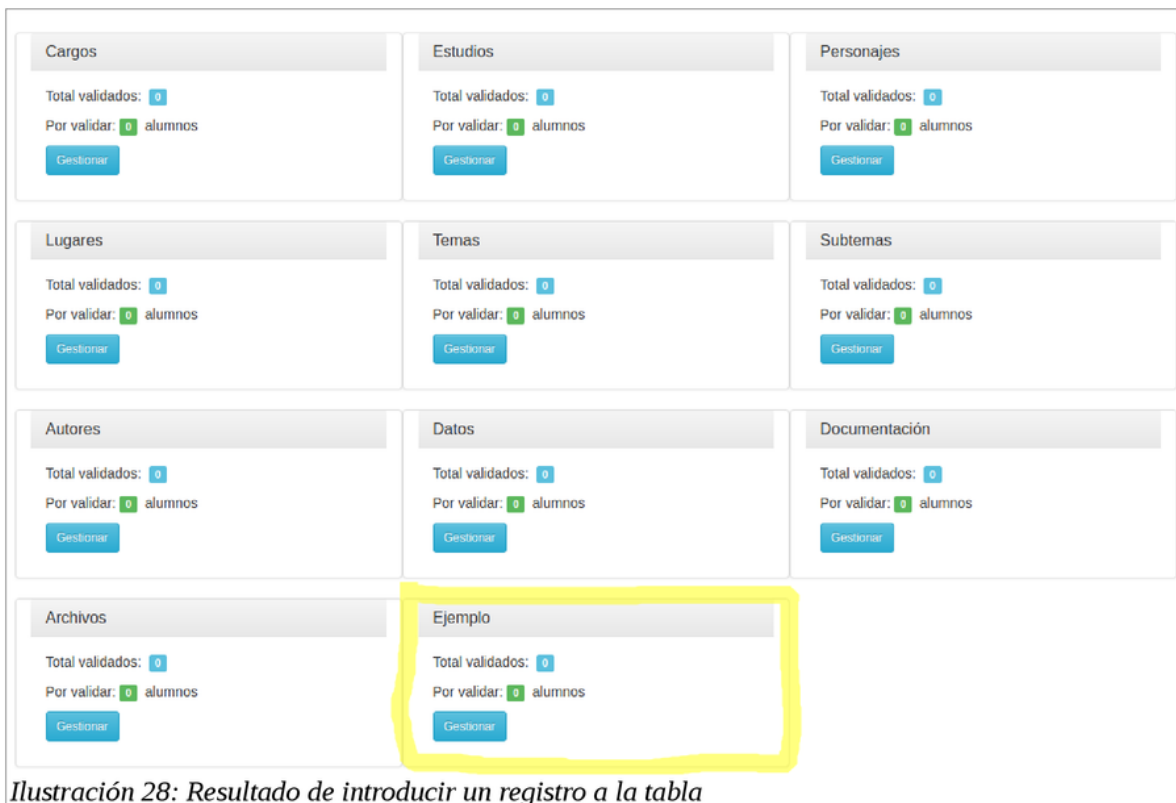 Cargos
Total validados: 0
Por validar: 0 alumnos
Gestionar
Estudios
Total validados: 0
Por validar: 0 alumnos
Gestionar
Personajes
Total validados: 0
Por validar: 0 alumnos
Gestionar
Lugares
Total validados: 0
Por validar: 0 alumnos
Gestionar
Temas
Total validados: 0
Por validar: 0 alumnos
Gestionar
Subtemas
Total validados: 0
Por validar: 0 alumnos
Gestionar
Autores
Total validados: 0
Por validar: 0 alumnos
Gestionar
Datos
Total validados: 0
Por validar: 0 alumnos
Gestionar
Documentación
Total validados: 0
Por validar: 0 alumnos
Gestionar
Archivos
Total validados: 0
Por validar: 0 alumnos
Gestionar
Ejemplo
Total validados: 0
Por validar: 0 alumnos
Gestionar
Ilustración 28: Resultado de introducir un registro a la tabla